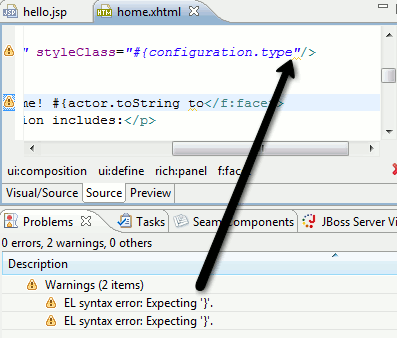 hello.jsp home.xhtml
" styleClass="#{configuration.type"/>
me! #{actor.toString to</f:facet>
ion includes:</p>
ui:composition ui:define rich:panel f:facet
Visual/Source Source Preview
Problems Tasks Seam Components JBoss Server Vi
0 errors, 2 warnings, 0 others
Description
Warnings (2 items)
EL syntax error: Expecting '}'.
EL syntax error: Expecting '}'.